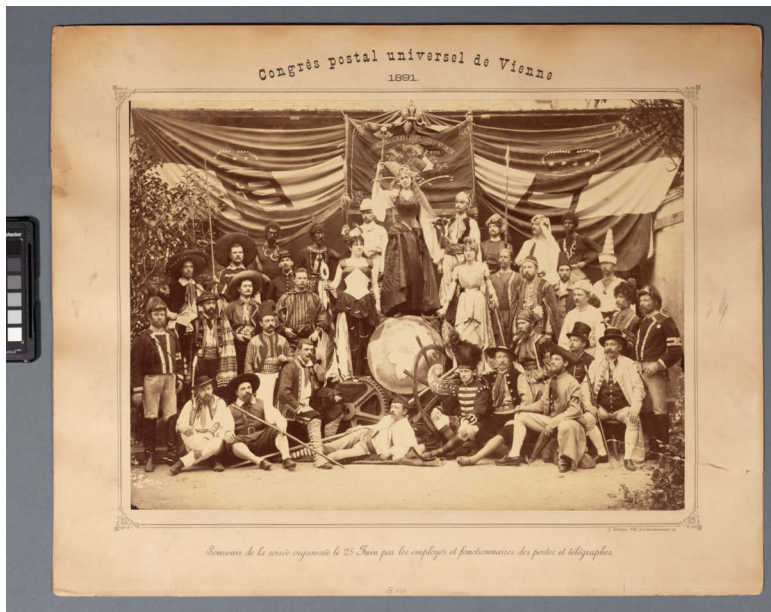 Congrès postal universel de Vienne
1891.
Souvenir de la soirée organisée le 25 Juin par les employés et fonctionnaires des postes et télégraphes.